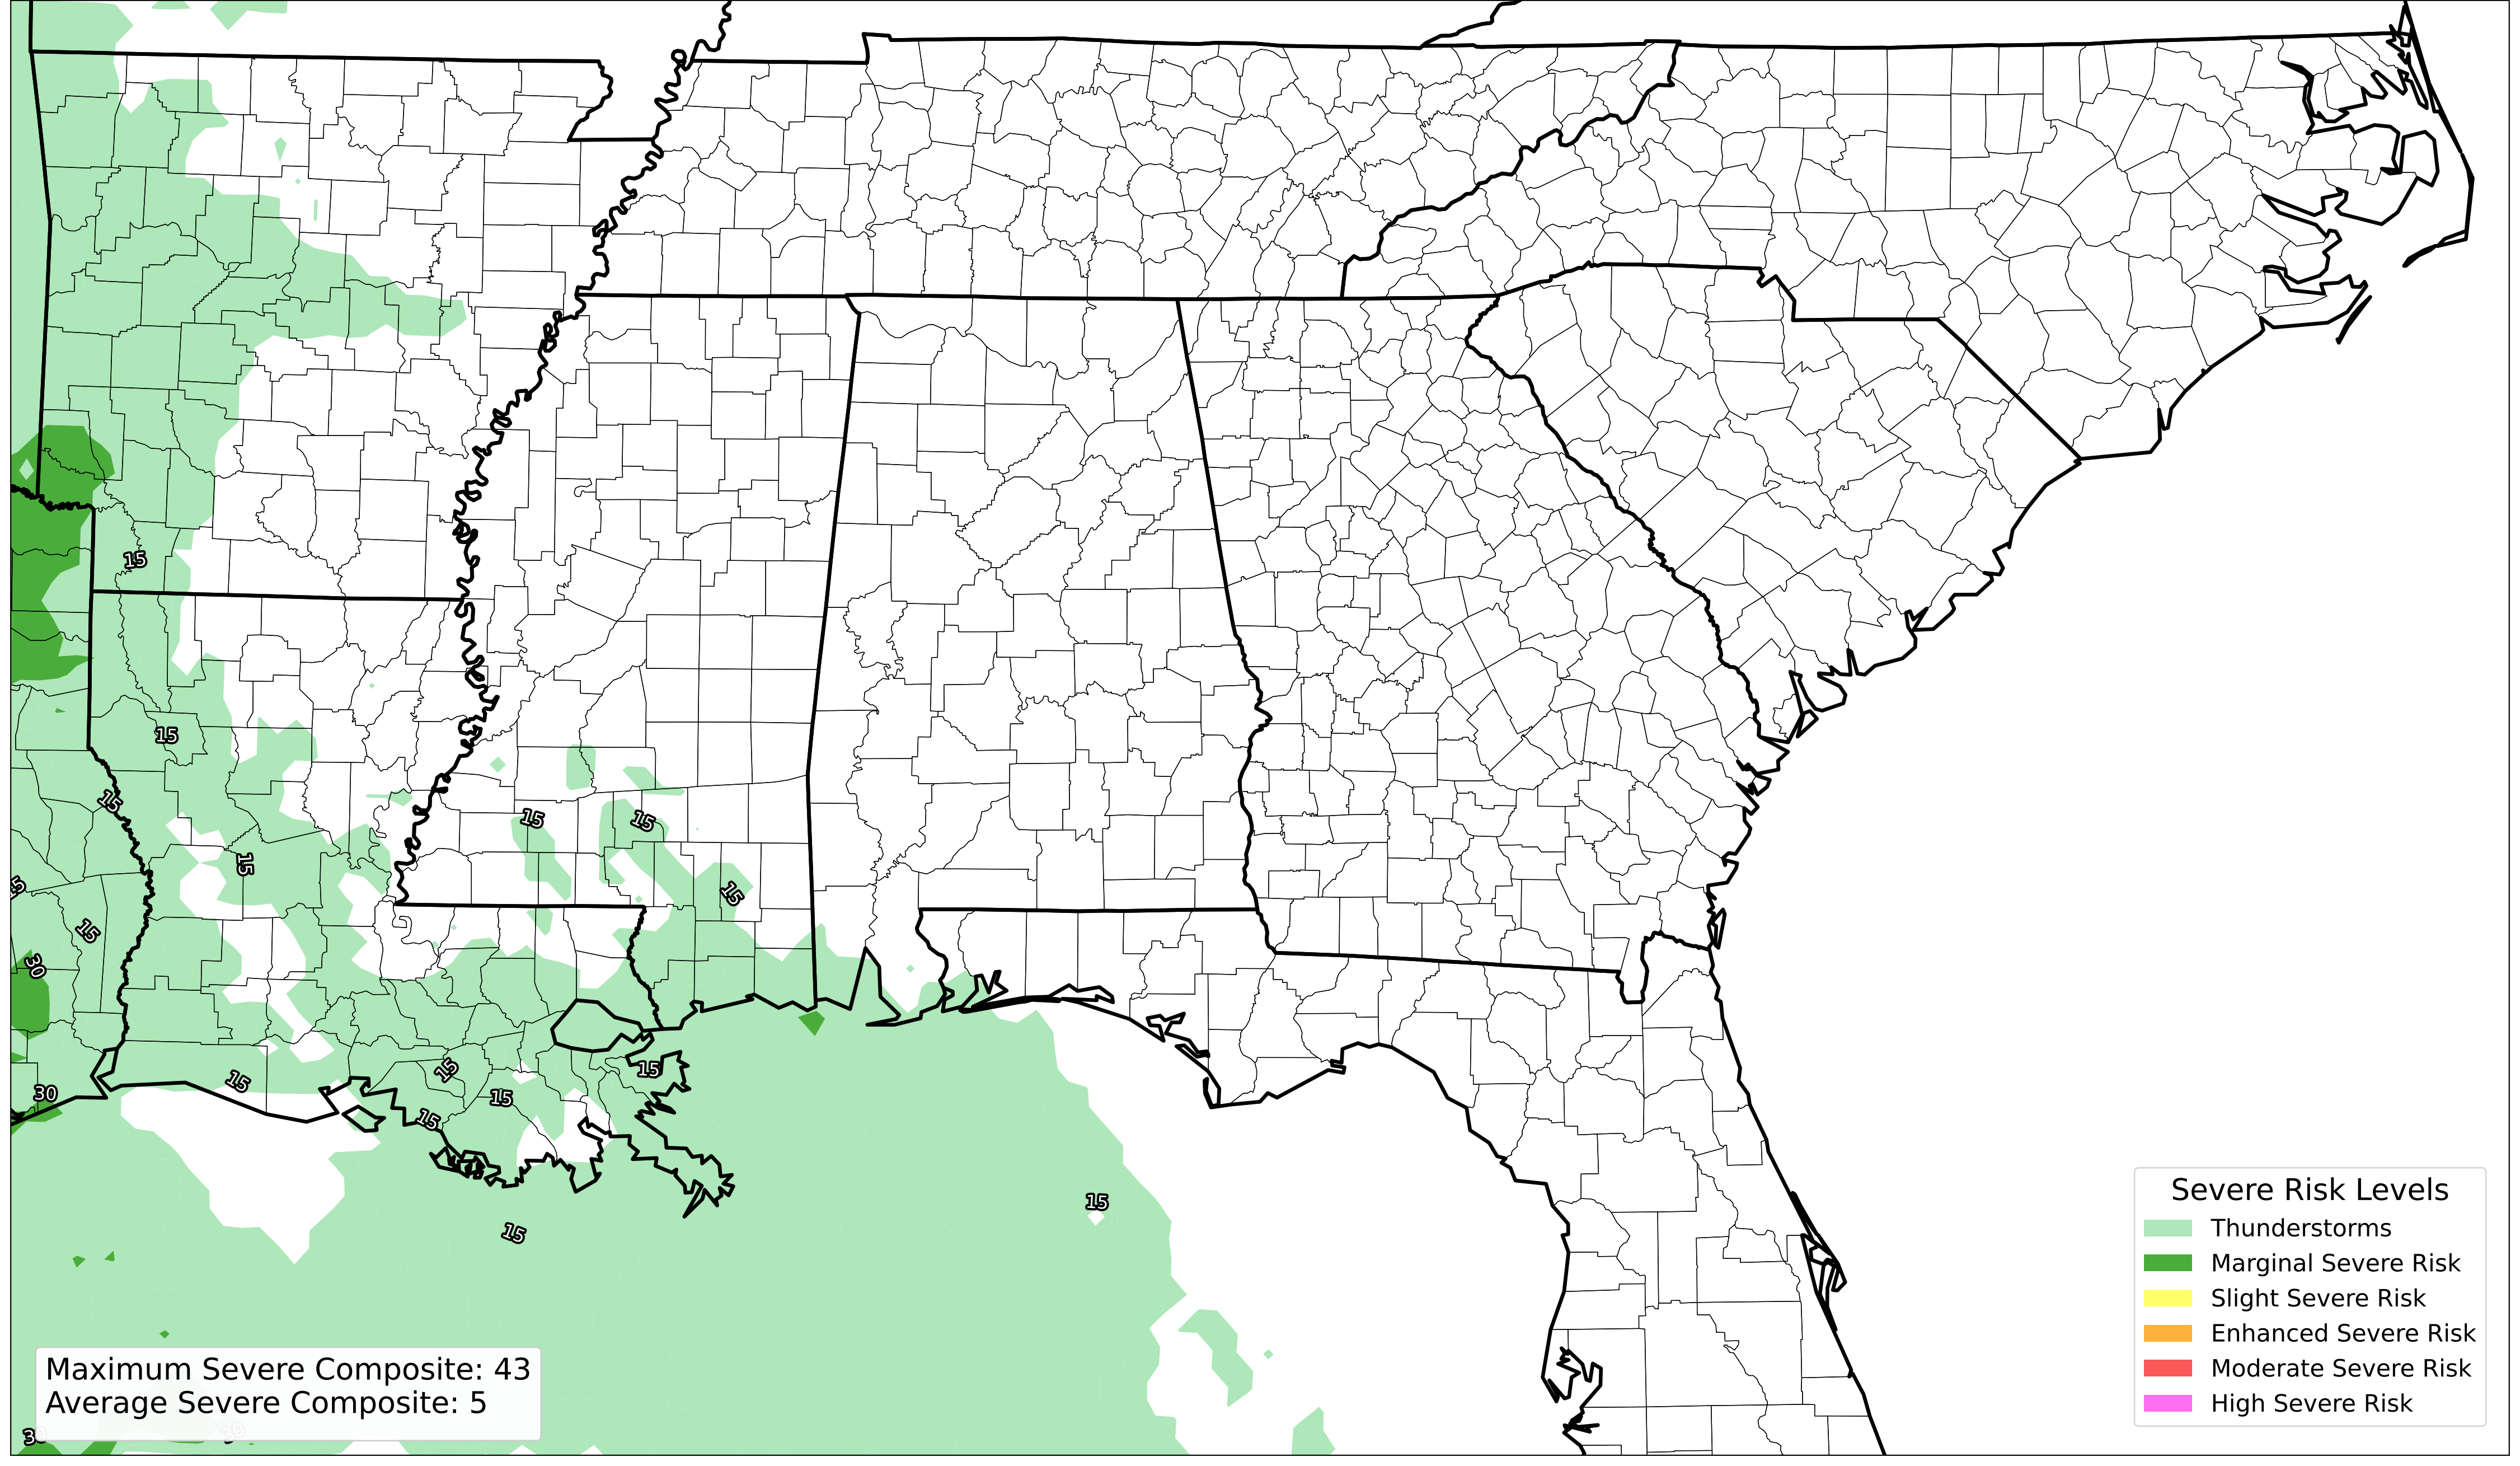 15
15
15
15
15
15
15
15
15
30
15
15
30
15
15
15
15
15
Severe Risk Levels
Thunderstorms
Marginal Severe Risk
Slight Severe Risk
Enhanced Severe Risk
Moderate Severe Risk
High Severe Risk
Maximum Severe Composite: 43
Average Severe Composite: 5
30